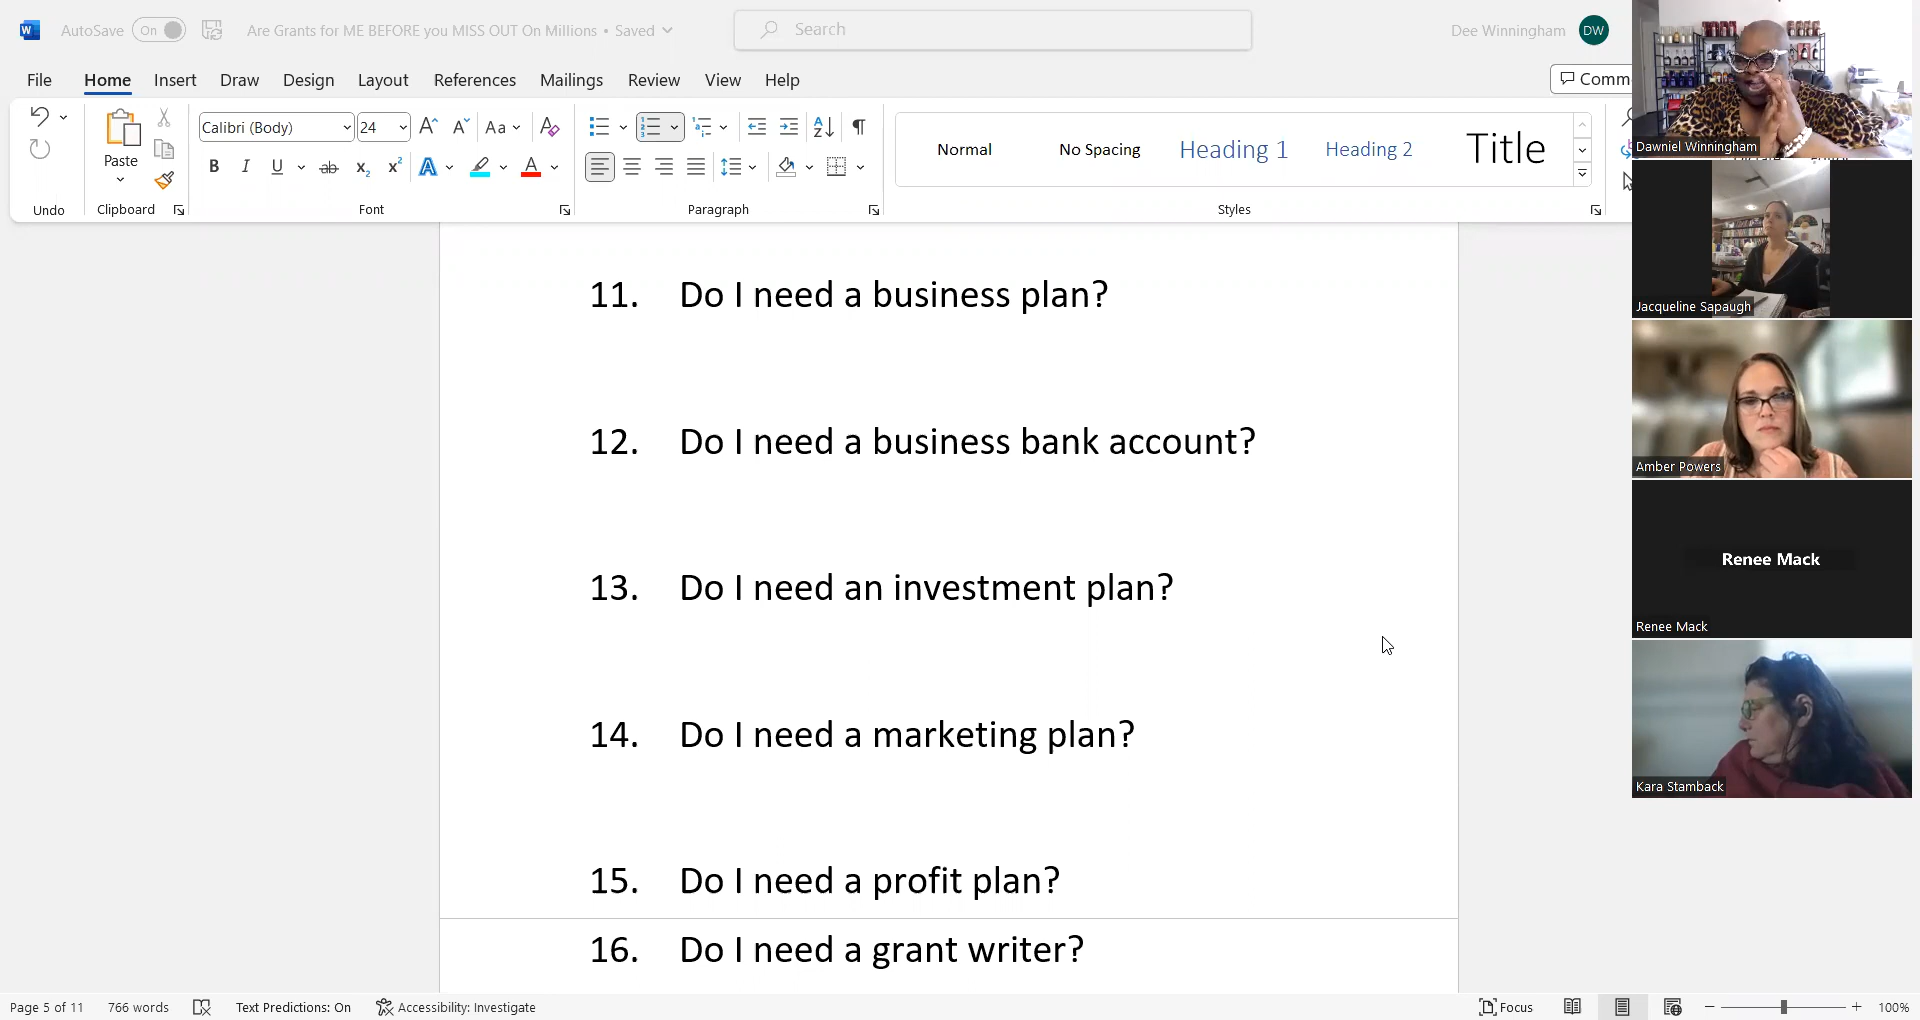 AutoSave On Are Grants for ME BEFORE you MISS OUT On Millions • Saved Search Dee Winningham DW
File Home Insert Draw Design Layout References Mailings Review View Help Comm
Calibri (Body) 24 Aa
Paste B I U ab x₂ x² A A Normal No Spacing Heading 1 Heading 2 Title
Undo Clipboard Font Paragraph Styles
Dawniel Winningham
11. Do I need a business plan?
Jacqueline Sapaugh
12. Do I need a business bank account?
Amber Powers
13. Do I need an investment plan?
Renee Mack
Renee Mack
14. Do I need a marketing plan?
Kara Stamback
15. Do I need a profit plan?
16. Do I need a grant writer?
Page 5 of 11 766 words Text Predictions: On Accessibility: Investigate Focus 100%